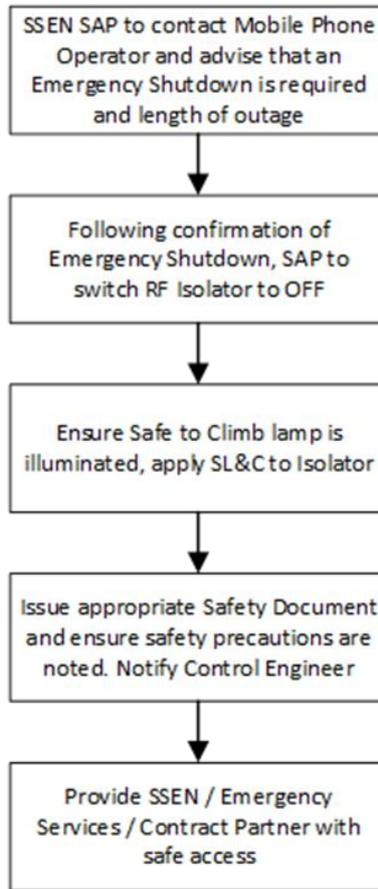 SSEN SAP to contact Mobile Phone
Operator and advise that an
Emergency Shutdown is required
and length of outage
Following confirmation of
Emergency Shutdown, SAP to
switch RF Isolator to OFF
Ensure Safe to Climb lamp is
illuminated, apply SL&C to Isolator
Issue appropriate Safety Document
and ensure safety precautions are
noted. Notify Control Engineer
Provide SSEN / Emergency
Services / Contract Partner with
safe access